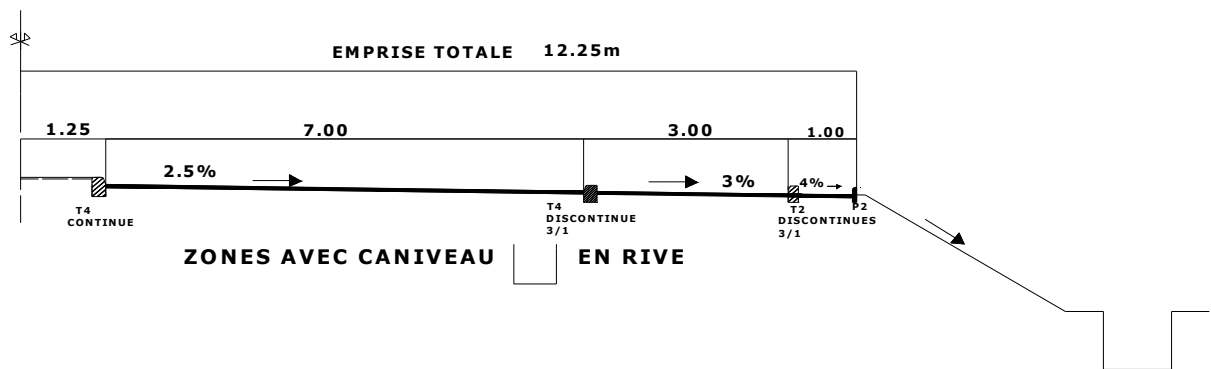 EMPRISE TOTALE 12.25m
1.25 7.00 3.00 1.00
2.5% 3% 4%
T4
CONTINUE
T4
DISCONTINUE
3/1
T2
DISCONTINUES
3/1
P2
ZONES AVEC CANIVEAU EN RIVE